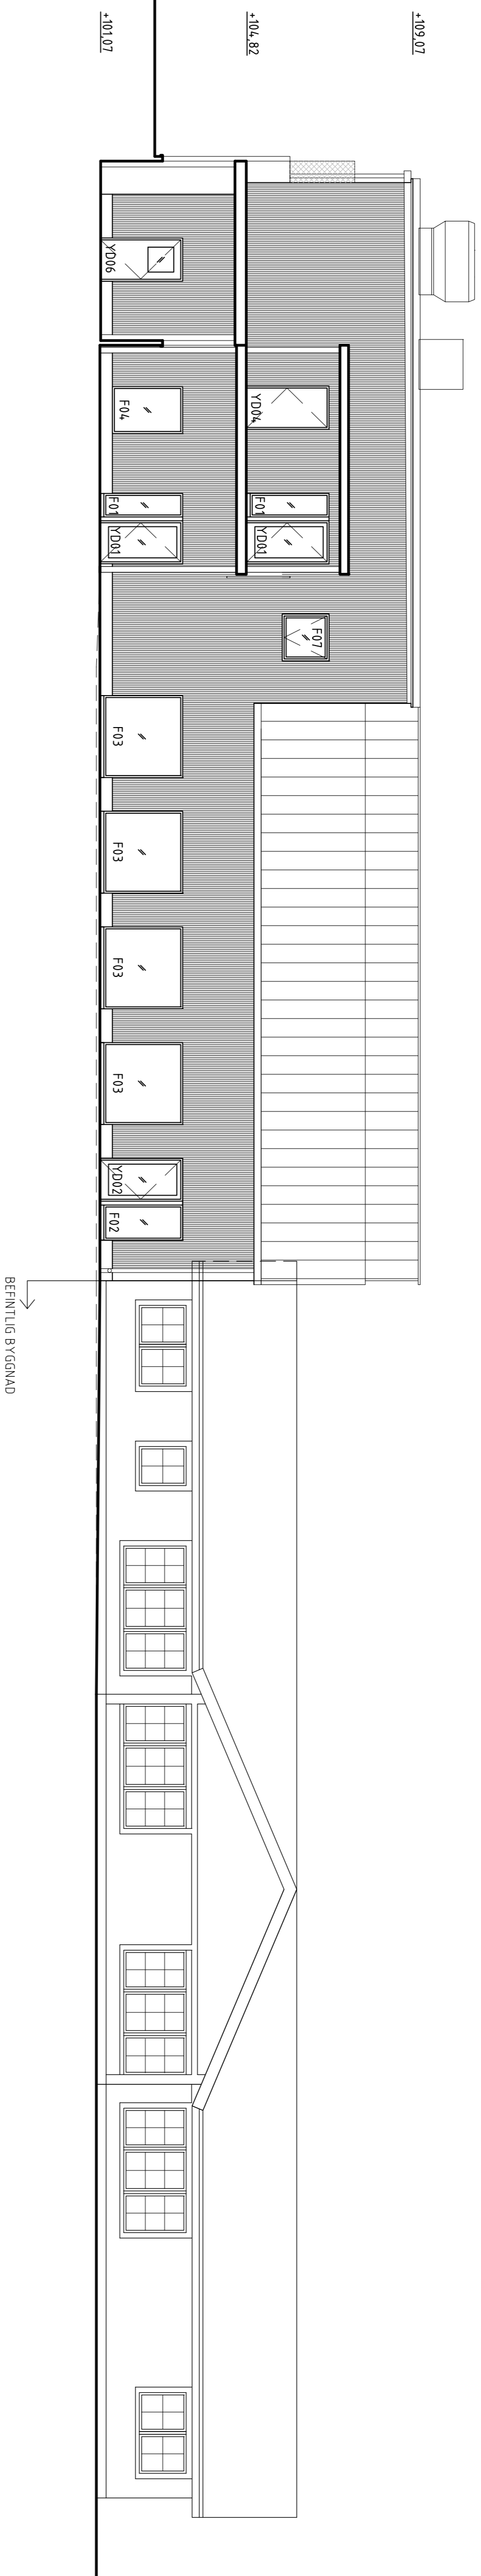 +109,07
+104,82
+101,07
YD04
F01
YD01
F07
YD06
F04
F01
YD01
F03
F03
F03
F03
YD02
F02
BEFINTLIG BYGGNAD